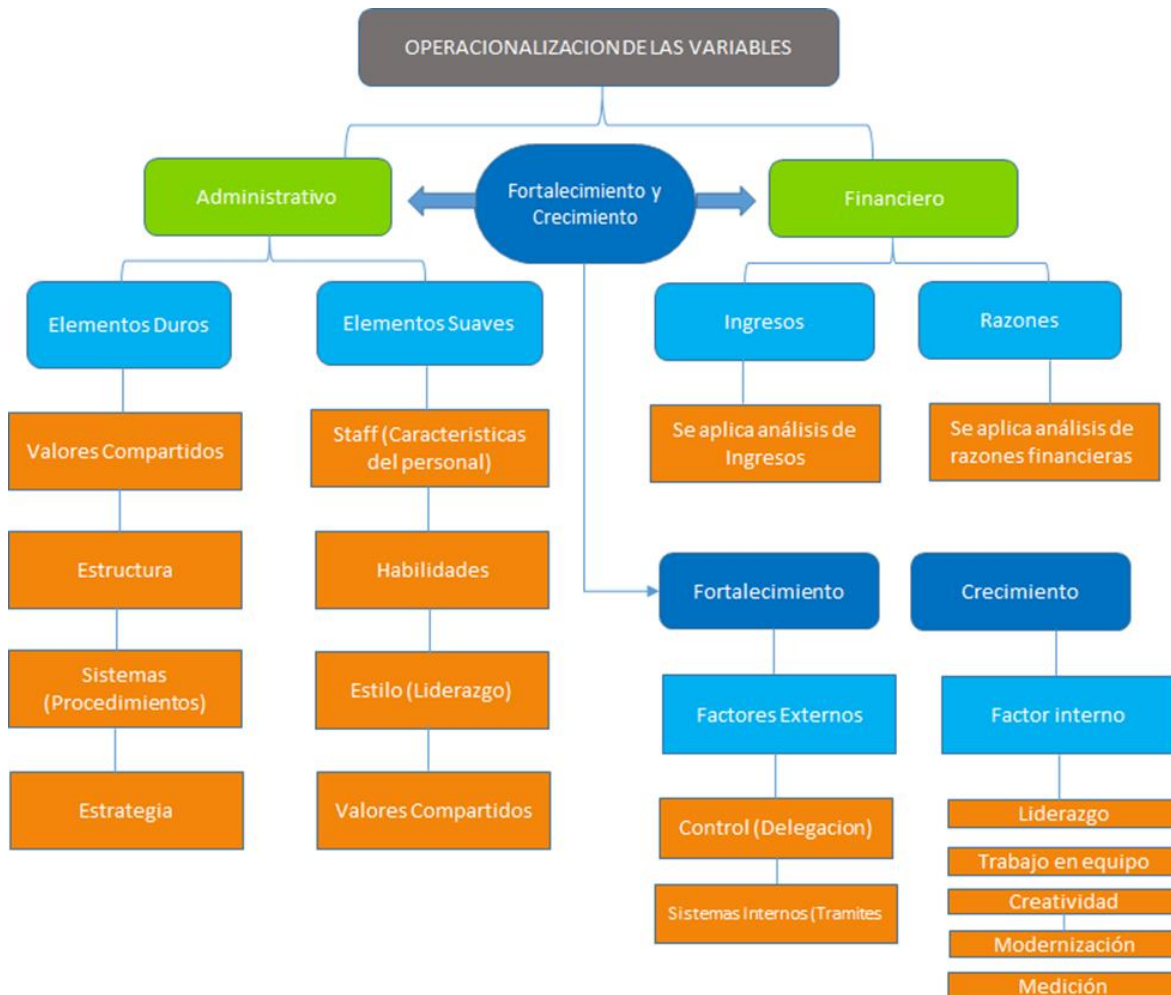 OPERACIONALIZACION DE LAS VARIABLES
Administrativo
Fortalecimiento y
Crecimiento
Financiero
Elementos Duros
Elementos Suaves
Ingresos
Razones
Valores Compartidos
Staff (Caracteristicas
del personal)
Se aplica análisis de
Ingresos
Se aplica análisis de
razones financieras
Estructura
Habilidades
Fortalecimiento
Crecimiento
Sistemas
(Procedimientos)
Estilo (Liderazgo)
Factores Externos
Factor interno
Estrategia
Valores Compartidos
Control (Delegacion)
Sistemas Internos (Tramites
Liderazgo
Trabajo en equipo
Creatividad
Modernización
Medición